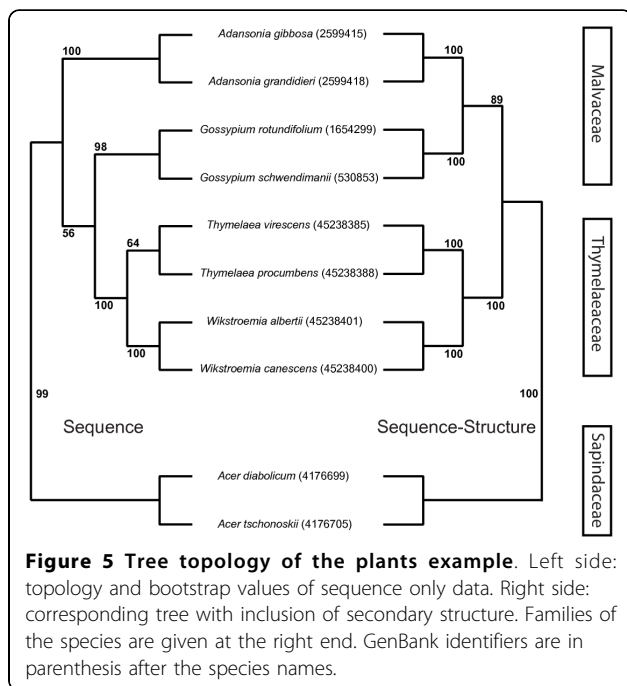 Adansonia gibbosa (2599415)
100
100
Malvaceae
Adansonia grandidieri (2599418)
89
Gossypium rotundifolium (1654299)
98
100
Gossypium schwendimanii (530853)
Thymelaea virescens (45238385)
56
64
100
Thymelaeaceae
Thymelaea procumbens (45238388)
100
100
Wikstroemia albertii (45238401)
100
100
Wikstroemia canescens (45238400)
99
100
Sequence
Sequence-Structure
Sapindaceae
Acer diabolicum (4176699)
Acer tschonoskii (4176705)
Figure 5 Tree topology of the plants example. Left side:
topology and bootstrap values of sequence only data. Right side:
corresponding tree with inclusion of secondary structure. Families of
the species are given at the right end. GenBank identifiers are in
parenthesis after the species names.